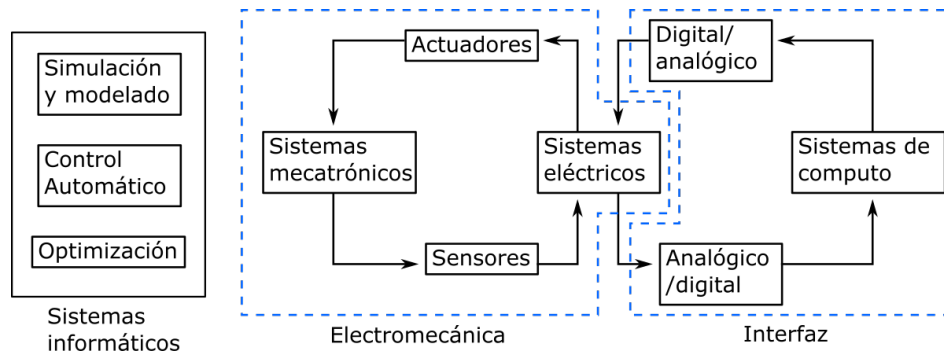 Simulación
y modelado
Control
Automático
Optimización
Sistemas
informáticos
Actuadores
Sistemas
mecatrónicos
Sistemas
eléctricos
Sensores
Electromecánica
Digital/
analógico
Sistemas de
computo
Analógico
/digital
Interfaz